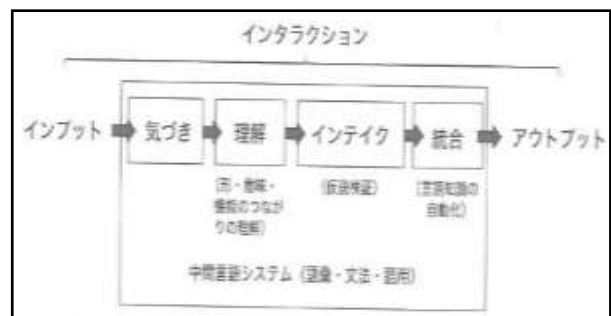 インタラクション
インプット
気づき
理解
インテイク
統合
アウトプット
(形・意味・
機能のつなが
りの理解)
(仮説検証)
(言語知識の
自動化)
中間言語システム (語彙・文法・語用)